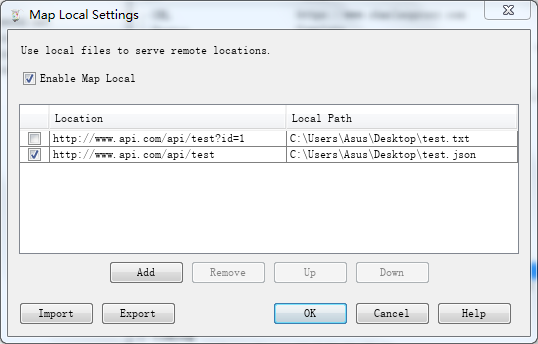 Map Local Settings
Use local files to serve remote locations.
Enable Map Local
Location Local Path
http://www.api.com/api/test?id=1 C:\Users\Asus\Desktop\test.txt
http://www.api.com/api/test C:\Users\Asus\Desktop\test.json
Add Remove Up Down
Import Export OK Cancel Help